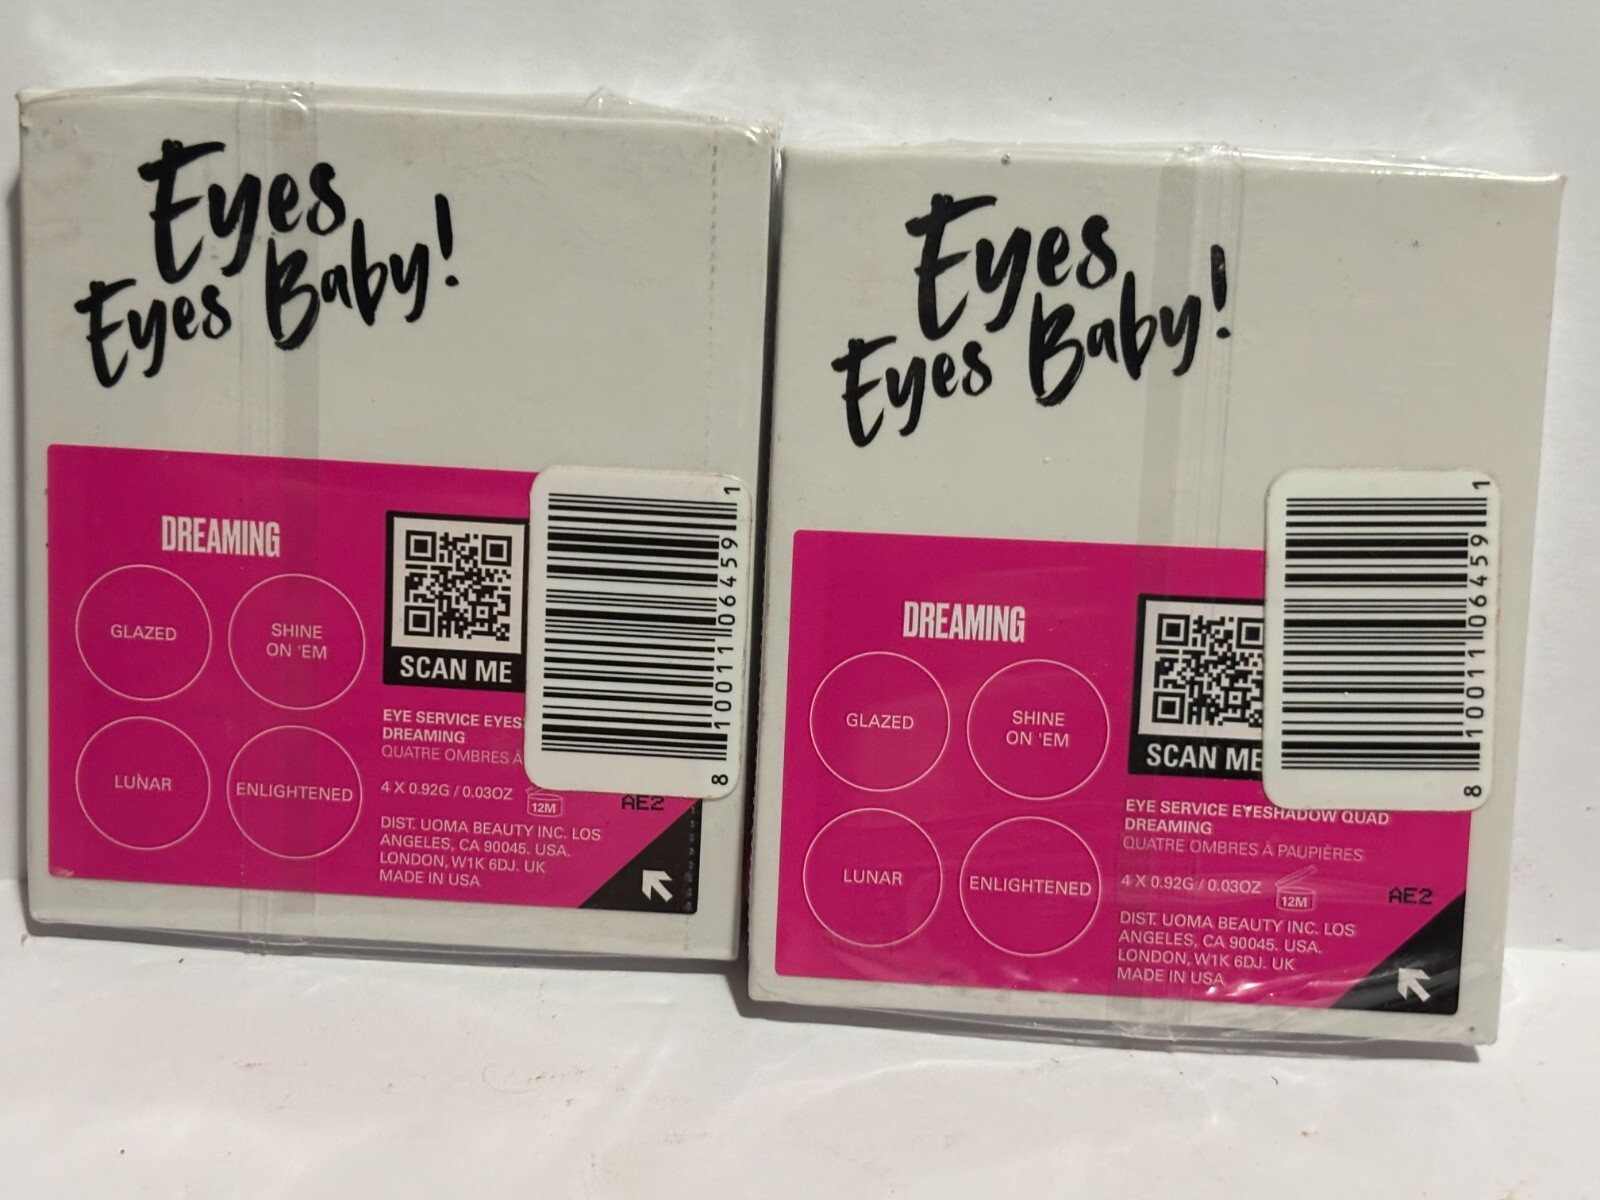 Eyes
Eyes Baby!
DREAMING
GLAZED
SHINE
ON 'EM
LUNAR
ENLIGHTENED
SCAN ME
EYE SERVICE
DREAMING
QUATRE OMBRES À
4 X 0.92G / 0.03OZ
12M
AE2
DIST. UOMA BEAUTY INC. LOS
ANGELES, CA 90045. USA.
LONDON, W1K 6DJ. UK
MADE IN USA
8 10011 06459 1
Eyes
Eyes Baby!
DREAMING
GLAZED
SHINE
ON 'EM
LUNAR
ENLIGHTENED
SCAN ME
EYE SERVICE EYESHADOW QUAD
DREAMING
QUATRE OMBRES À PAUPIÈRES
4 X 0.92G / 0.03OZ
12M
AE2
DIST. UOMA BEAUTY INC. LOS
ANGELES, CA 90045. USA.
LONDON, W1K 6DJ. UK
MADE IN USA
8 10011 06459 1